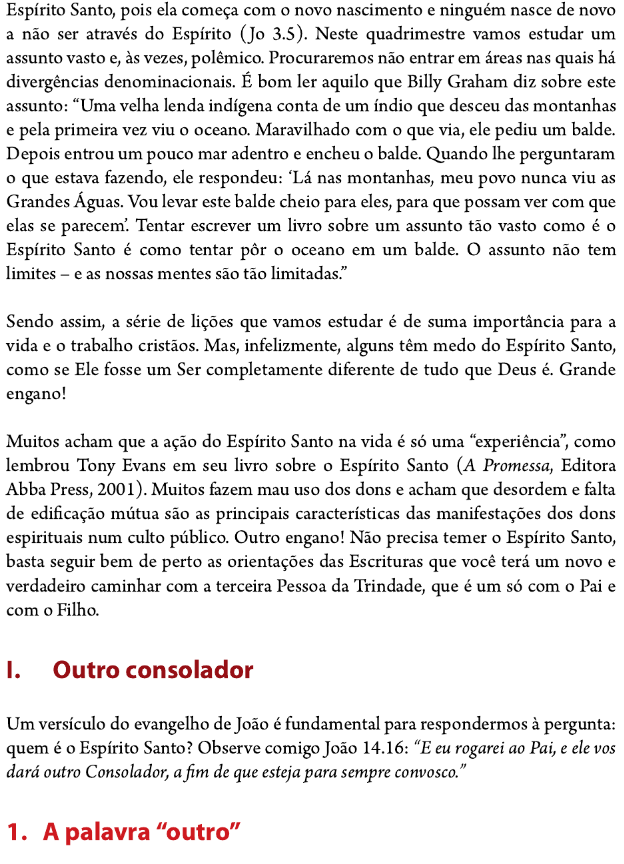 Espírito Santo, pois ela começa com o novo nascimento e ninguém nasce de novo
a não ser através do Espírito (Jo 3.5). Neste quadrimestre vamos estudar um
assunto vasto e, às vezes, polêmico. Procuraremos não entrar em áreas nas quais há
divergências denominacionais. É bom ler aquilo que Billy Graham diz sobre este
assunto: “Uma velha lenda indígena conta de um índio que desceu das montanhas
e pela primeira vez viu o oceano. Maravilhado com o que via, ele pediu um balde.
Depois entrou um pouco mar adentro e encheu o balde. Quando lhe perguntaram
o que estava fazendo, ele respondeu: ‘Lá nas montanhas, meu povo nunca viu as
Grandes Águas. Vou levar este balde cheio para eles, para que possam ver com que
elas se parecem’. Tentar escrever um livro sobre um assunto tão vasto como é o
Espírito Santo é como tentar pôr o oceano em um balde. O assunto não tem
limites – e as nossas mentes são tão limitadas.”
Sendo assim, a série de lições que vamos estudar é de suma importância para a
vida e o trabalho cristãos. Mas, infelizmente, alguns têm medo do Espírito Santo,
como se Ele fosse um Ser completamente diferente de tudo que Deus é. Grande
engano!
Muitos acham que a ação do Espírito Santo na vida é só uma “experiência”, como
lembrou Tony Evans em seu livro sobre o Espírito Santo (A Promessa, Editora
Abba Press, 2001). Muitos fazem mau uso dos dons e acham que desordem e falta
de edificação mútua são as principais características das manifestações dos dons
espirituais num culto público. Outro engano! Não precisa temer o Espírito Santo,
basta seguir bem de perto as orientações das Escrituras que você terá um novo e
verdadeiro caminhar com a terceira Pessoa da Trindade, que é um só com o Pai e
com o Filho.
I. Outro consolador
Um versículo do evangelho de João é fundamental para respondermos à pergunta:
quem é o Espírito Santo? Observe comigo João 14.16: “E eu rogarei ao Pai, e ele vos
dará outro Consolador, a fim de que esteja para sempre convosco.”
1. A palavra “outro”